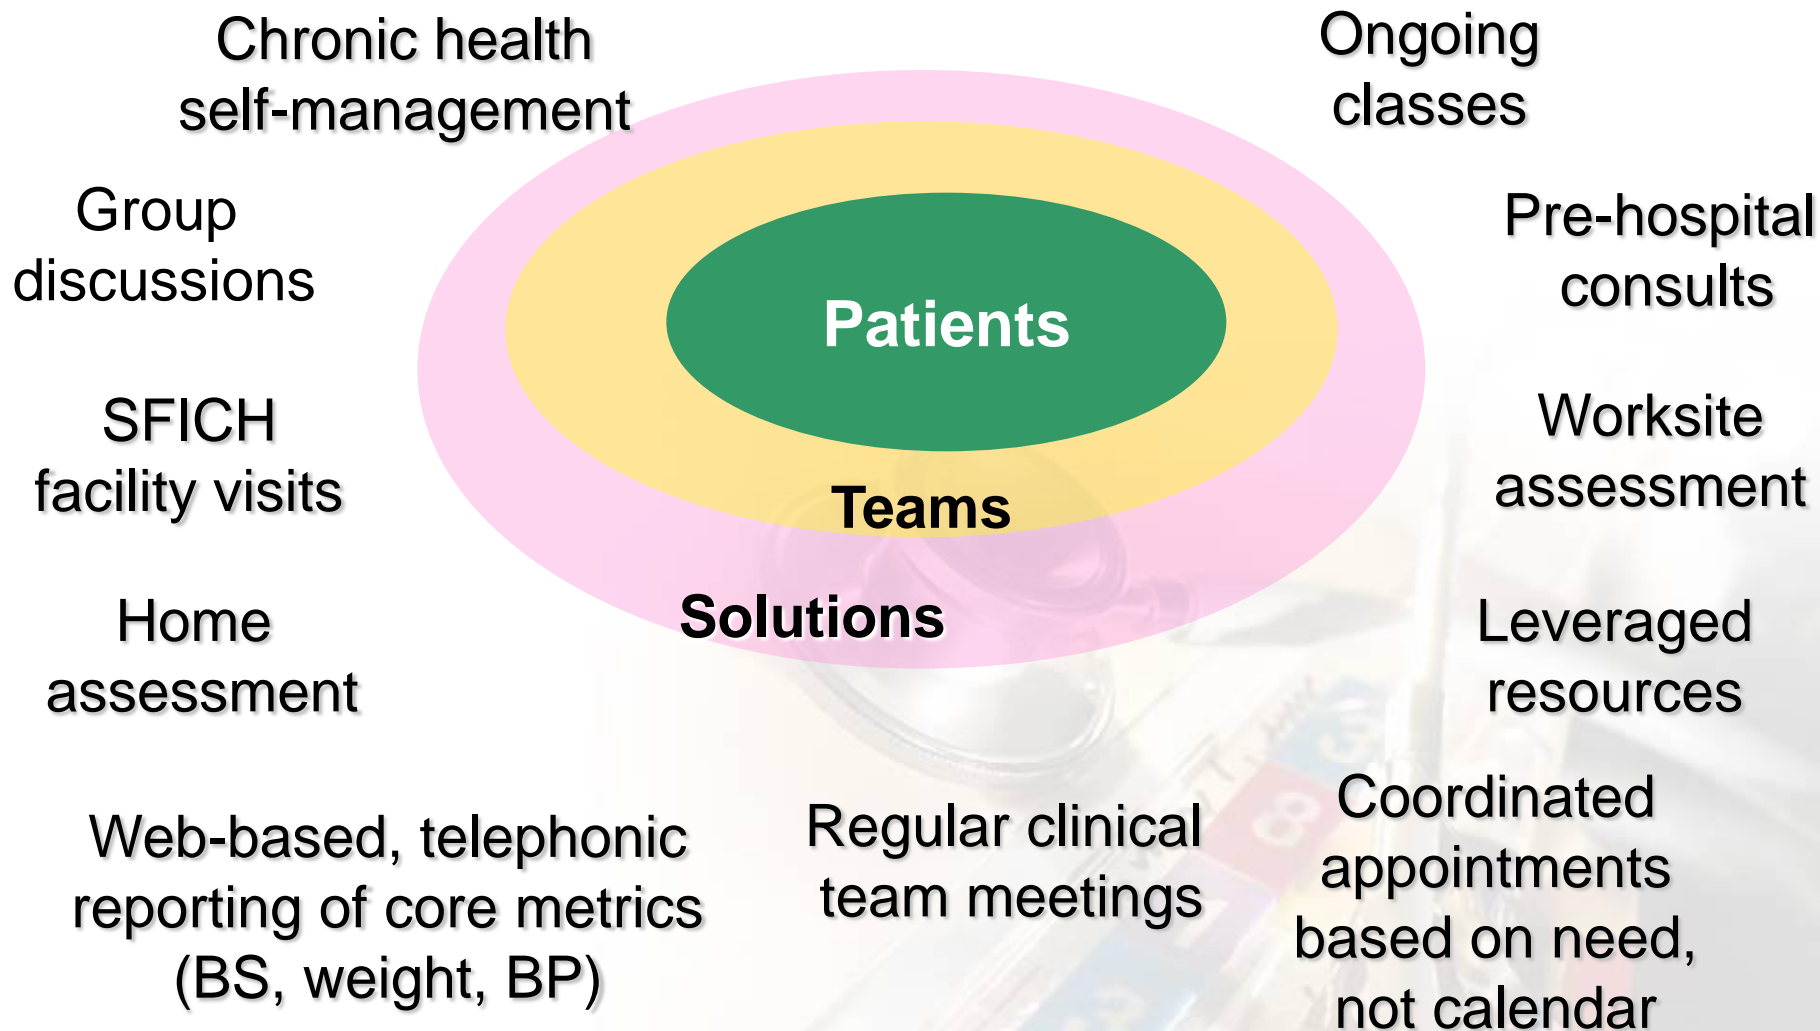 Chronic health
self-management
Ongoing
classes
Group
discussions
Pre-hospital
consults
Patients
SFICH
facility visits
Worksite
assessment
Teams
Solutions
Home
assessment
Leveraged
resources
Web-based, telephonic
reporting of core metrics
(BS, weight, BP)
Regular clinical
team meetings
Coordinated
appointments
based on need,
not calendar